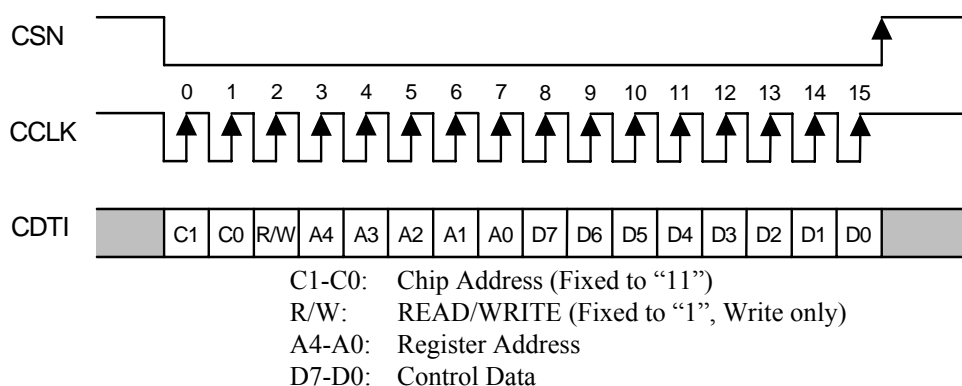 CSN
0 1 2 3 4 5 6 7 8 9 10 11 12 13 14 15
CCLK
CDTI
C1 C0 R/W A4 A3 A2 A1 A0 D7 D6 D5 D4 D3 D2 D1 D0
C1-C0: Chip Address (Fixed to “11”)
R/W: READ/WRITE (Fixed to “1”, Write only)
A4-A0: Register Address
D7-D0: Control Data